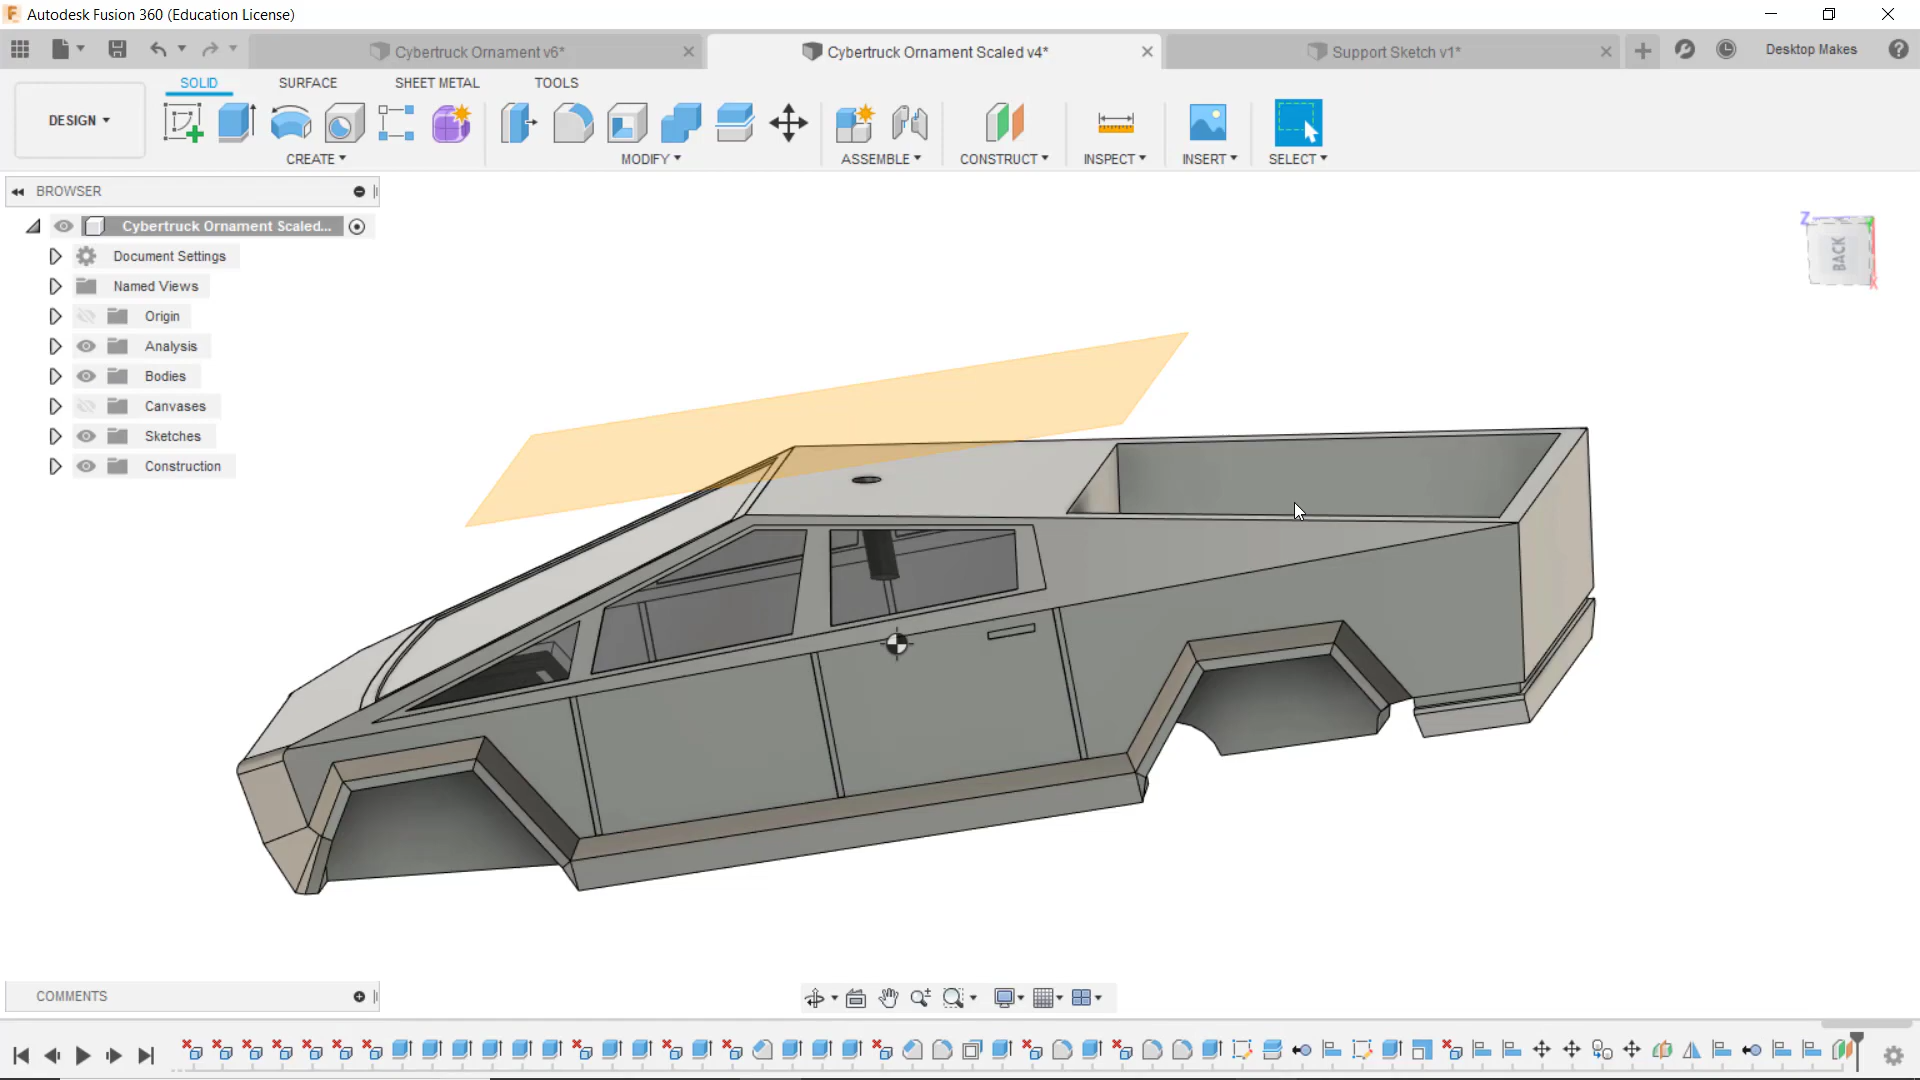 Autodesk Fusion 360 (Education License)
Cybertruck Ornament v6*
Cybertruck Ornament Scaled v4*
Support Sketch v1*
Desktop Makes
SOLID
SURFACE
SHEET METAL
TOOLS
DESIGN
CREATE
MODIFY
ASSEMBLE
CONSTRUCT
INSPECT
INSERT
SELECT
BROWSER
Cybertruck Ornament Scaled...
Document Settings
Named Views
Origin
Analysis
Bodies
Canvases
Sketches
Construction
Z
BACK
X
COMMENTS